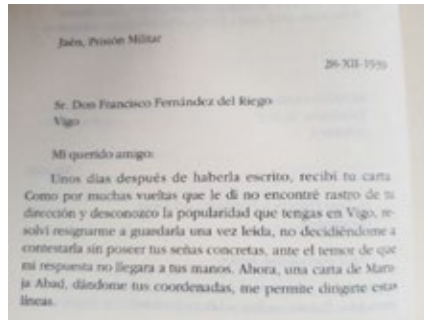 Jaén, Prisión Militar
28-XII-1939
Sr. Don Francisco Fernández del Riego
Vigo
Mi querido amigo:
Unos días después de haberla escrito, recibí tu carta
Como por muchas vueltas que le di no encontré rastro de tu
dirección y desconozco la popularidad que tengas en Vigo, re-
solví resignarme a guardarla una vez leída, no decidiéndome a
contestarla sin poseer tus señas concretas, ante el temor de que
mi respuesta no llegara a tus manos. Ahora, una carta de Maru-
ja Abad, dándome tus coordenadas, me permite dirigirte estas
líneas.